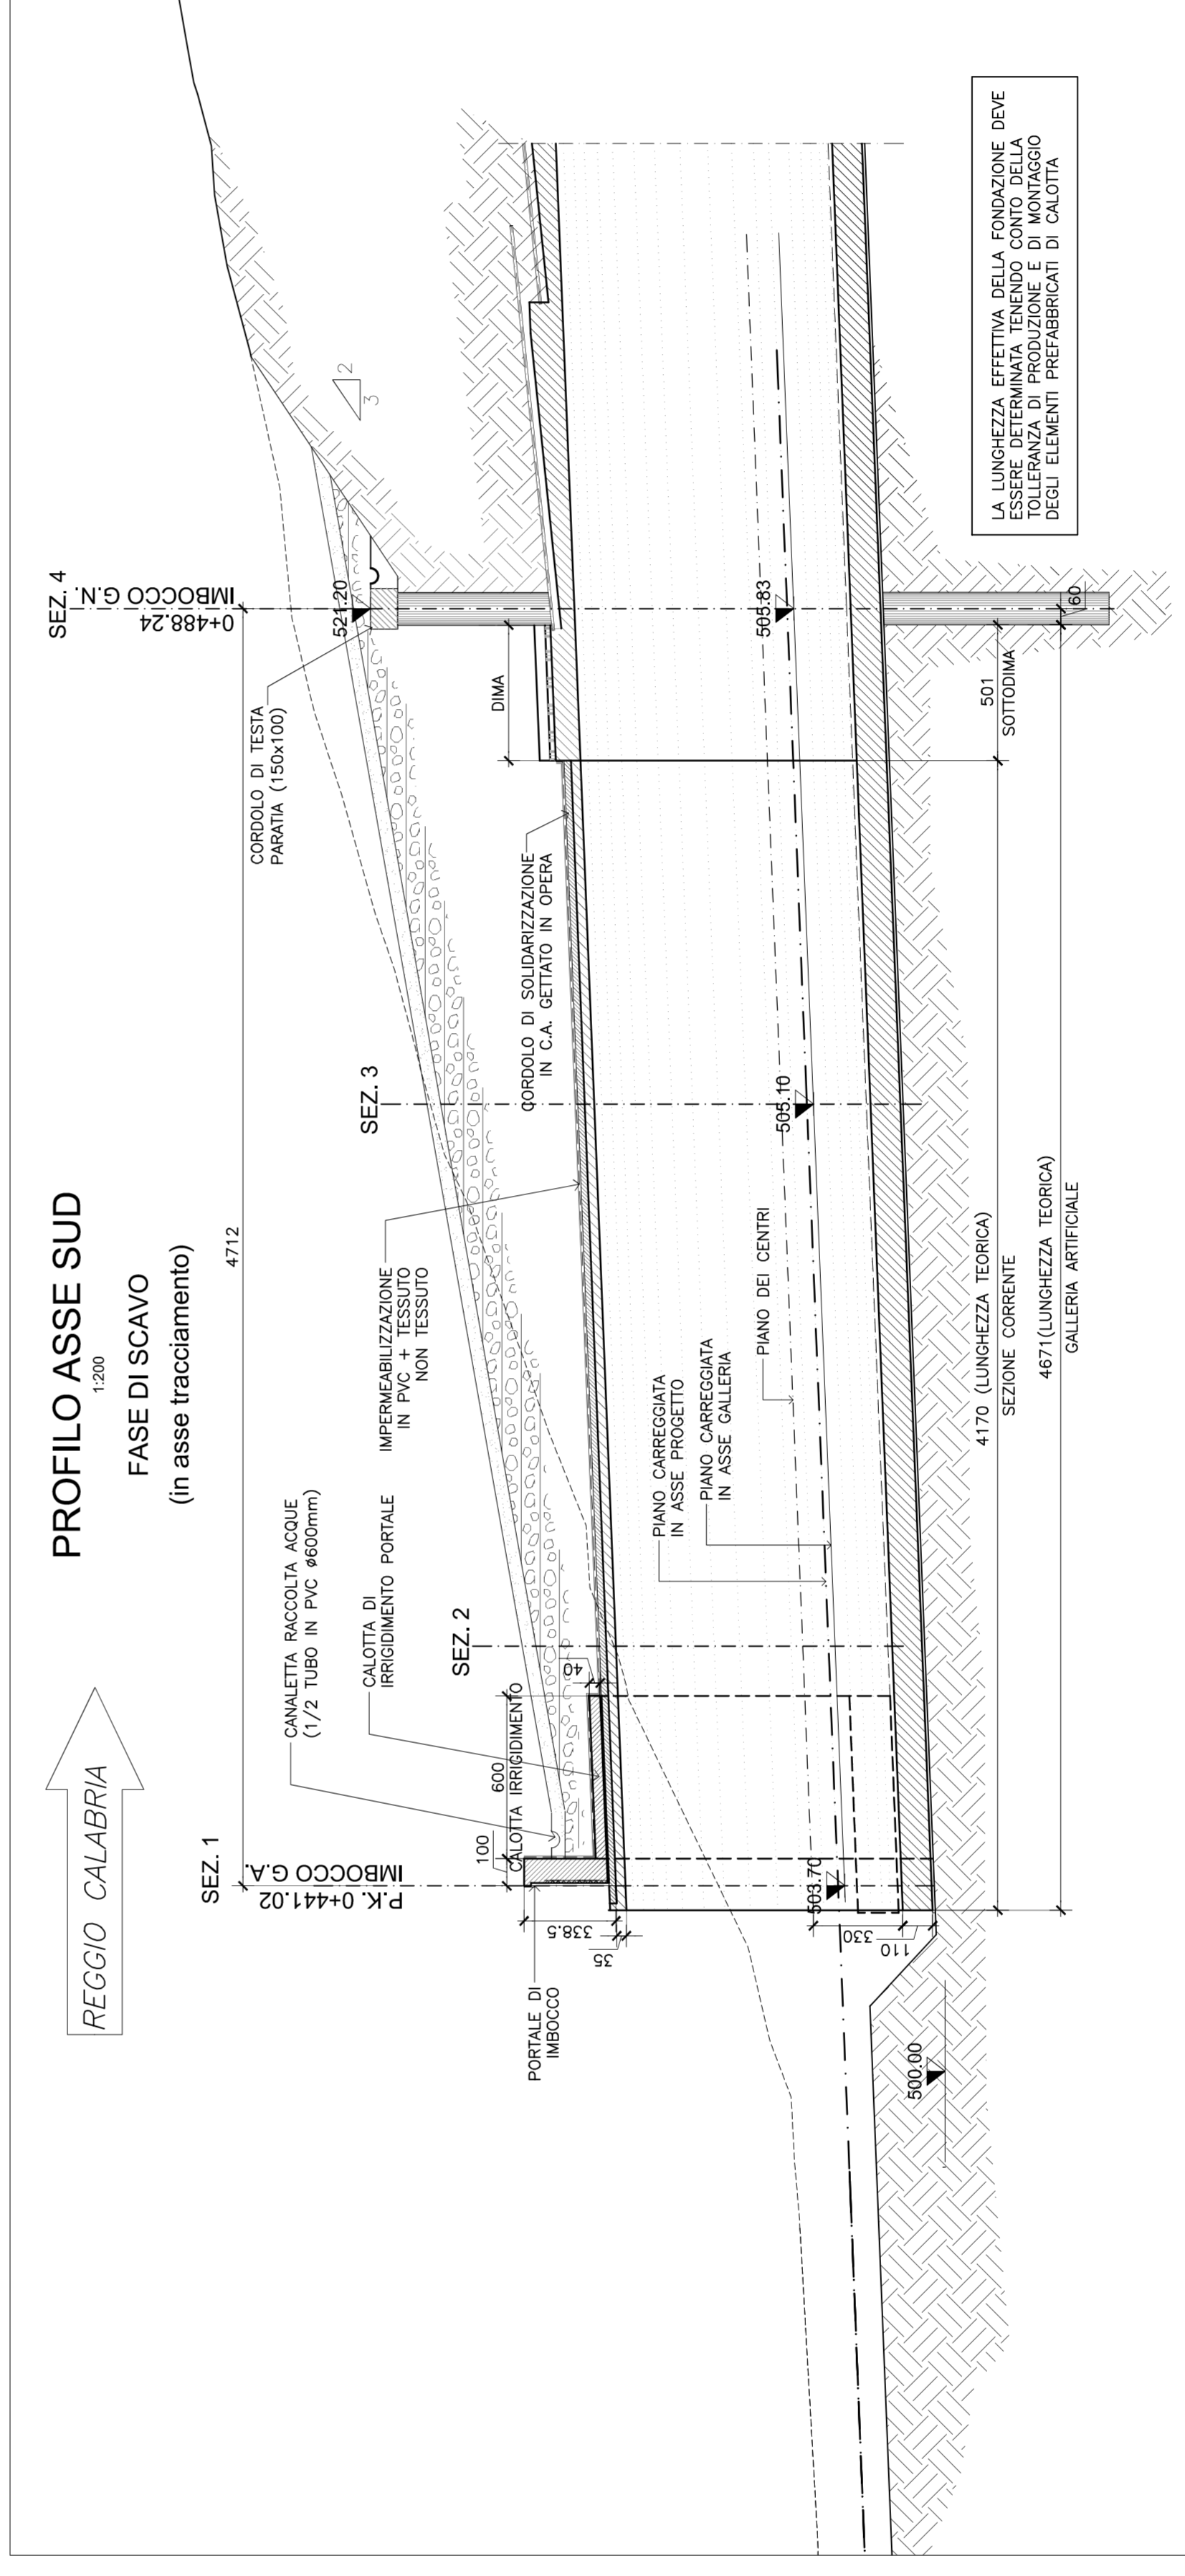 PROFILO ASSE SUD
1:200
FASE DI SCAVO
(in asse tracciamento)
REGGIO CALABRIA
SEZ. 1
P.K. 0+441.02
IMBOCCO G.A.
SEZ. 2
SEZ. 3
SEZ. 4
0+488.24
IMBOCCO G.N.
4712
CANALETTA RACCOLTA ACQUE
(1/2 TUBO IN PVC ø600mm)
CALOTTA DI
IRRIGIDIMENTO PORTALE
IMPERMEABILIZZAZIONE
IN PVC + TESSUTO
NON TESSUTO
CORDOLO DI TESTA
PARATIA (150x100)
521.20
2
3
CORDOLO DI SOLIDARIZZAZIONE
IN C.A. GETTATO IN OPERA
DIMA
100
600
CALOTTA IRRIGIDIMENTO
40
PORTALE DI
IMBOCCO
338.5
35
330
110
PIANO CARREGGIATA
IN ASSE PROGETTO
PIANO CARREGGIATA
IN ASSE GALLERIA
PIANO DEI CENTRI
503.70
505.10
505.83
500.00
4170 (LUNGHEZZA TEORICA)
SEZIONE CORRENTE
501
SOTTODIMA
60
4671(LUNGHEZZA TEORICA)
GALLERIA ARTIFICIALE
LA LUNGHEZZA EFFETTIVA DELLA FONDAZIONE DEVE
ESSERE DETERMINATA TENENDO CONTO DELLA
TOLLERANZA DI PRODUZIONE E DI MONTAGGIO
DEGLI ELEMENTI PREFABBRICATI DI CALOTTA